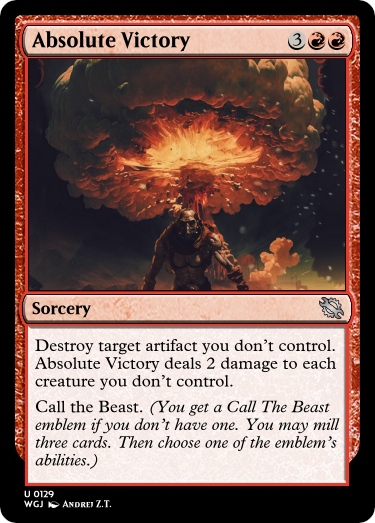 Absolute Victory 3
Sorcery
Destroy target artifact you don't control.
Absolute Victory deals 2 damage to each
creature you don't control.
Call the Beast. (You get a Call The Beast
emblem if you don't have one. You may mill
three cards. Then choose one of the emblem's
abilities.)
U 0129
WGJ ANDREJ Z.T.